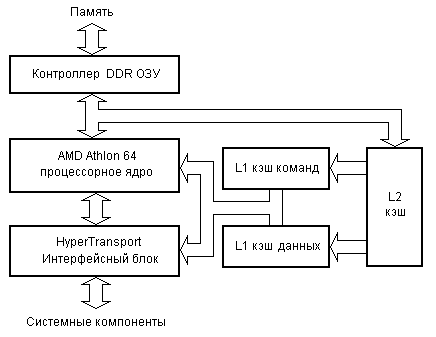 Память
Контроллер DDR ОЗУ
AMD Athlon 64
процессорное ядро
L1 кэш команд
L2
кэш
HyperTransport
Интерфейсный блок
L1 кэш данных
Системные компоненты